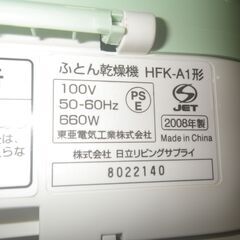 ふとん乾燥機 HFK-A1形
100V
50-60Hz
660W
PS
E
S
JET
東亜電気工業株式会社
2008年製
Made in China
株式会社 日立リビングサプライ
8022140